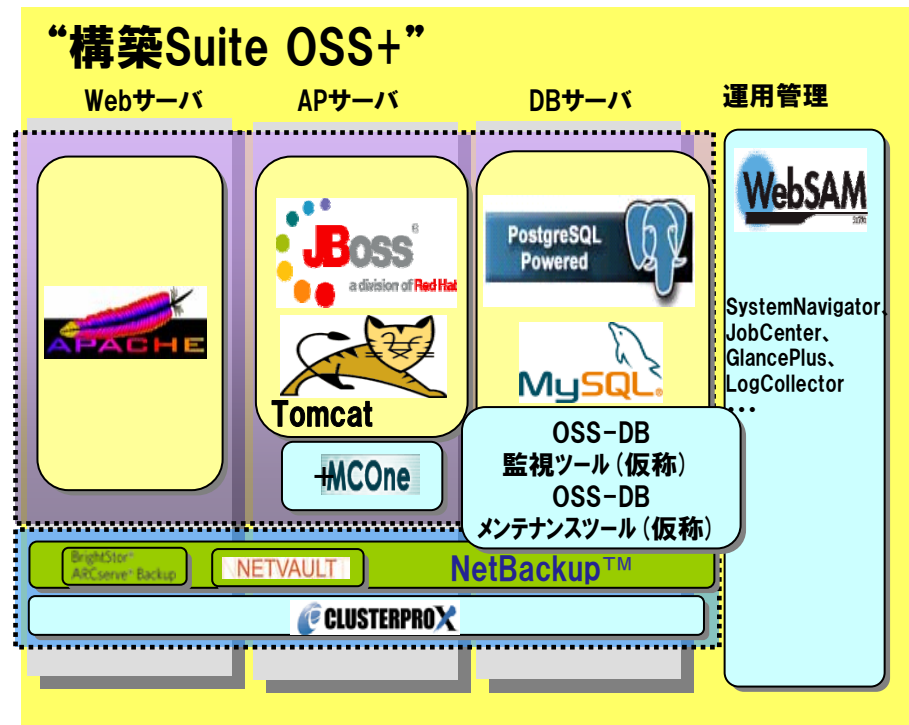 “構築Suite OSS+”
Webサーバ
APサーバ
DBサーバ
運用管理
APACHE
JBoss®
a division of Red Hat
Tomcat
+MCOne
PostgreSQL
Powered
MySQL®
OSS-DB
監視ツール(仮称)
OSS-DB
メンテナンスツール(仮称)
WebSAM
SystemNavigator、
JobCenter、
GlancePlus、
LogCollector
・・・
BrightStor®
ARCserve® Backup
NETVAULT
NetBackup™
CLUSTERPRO X